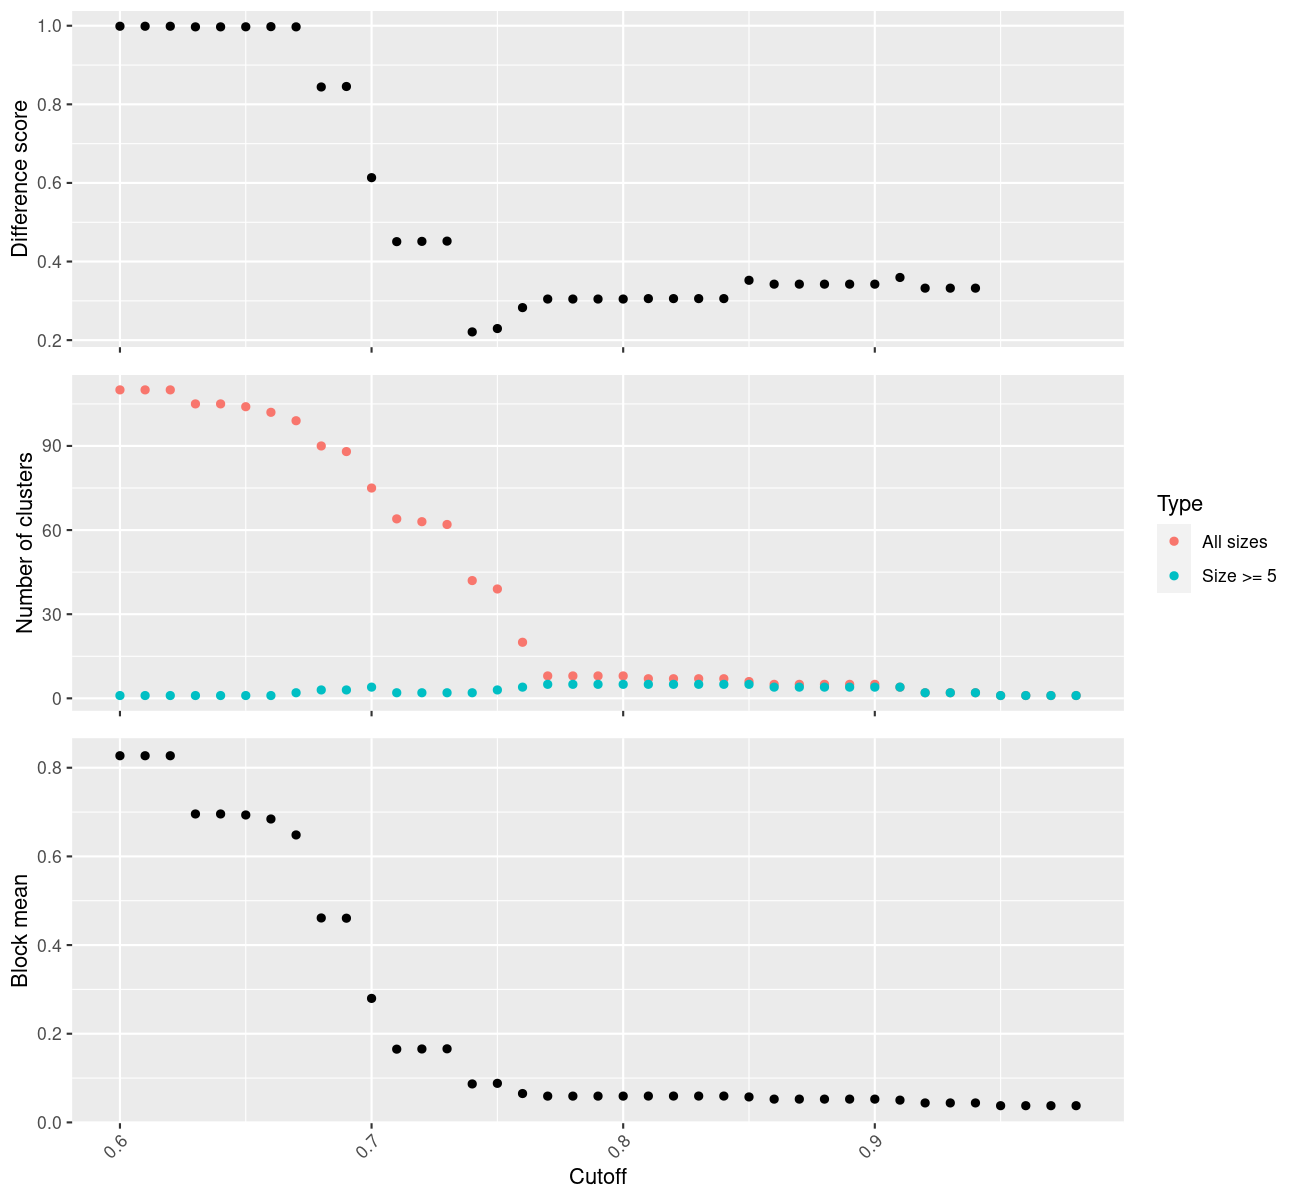 Difference score
1.0
0.8
0.6
0.4
0.2
Number of clusters
90
60
30
0
Type
All sizes
Size >= 5
Block mean
0.8
0.6
0.4
0.2
0.0
0.6
0.7
0.8
0.9
Cutoff